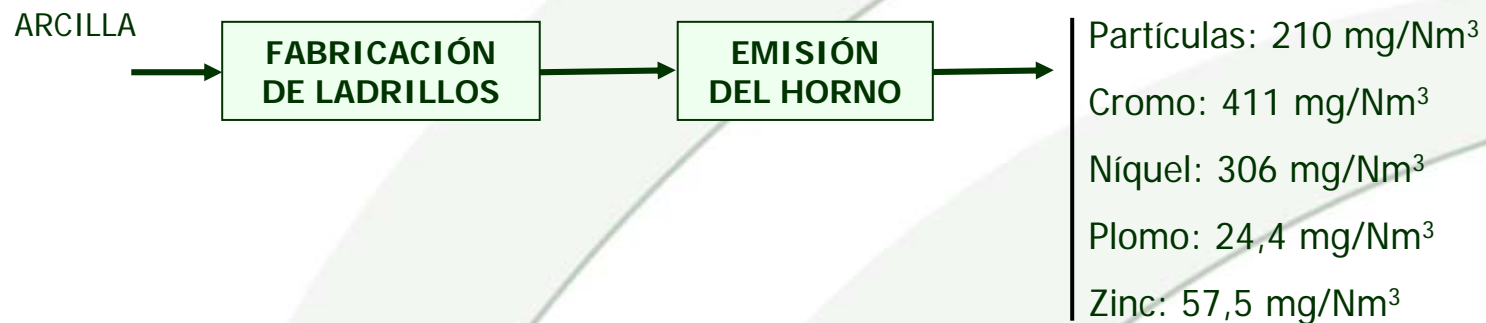 ARCILLA
FABRICACIÓN
DE LADRILLOS
EMISIÓN
DEL HORNO
Partículas: 210 mg/Nm³
Cromo: 411 mg/Nm³
Níquel: 306 mg/Nm³
Plomo: 24,4 mg/Nm³
Zinc: 57,5 mg/Nm³